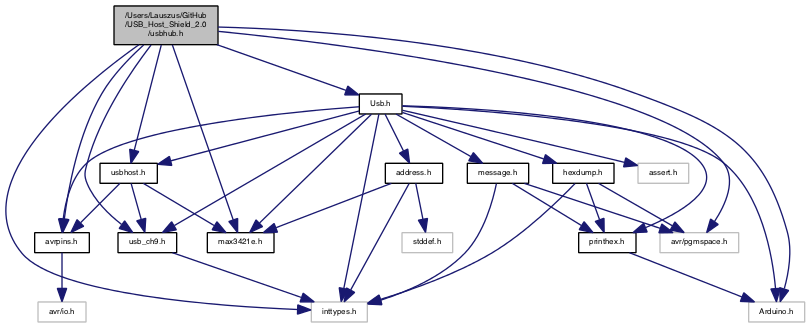 /Users/Lauszus/GitHub
/USB_Host_Shield_2.0
/usbhub.h
Usb.h
usbhost.h
address.h
message.h
hexdump.h
assert.h
avrpins.h
usb_ch9.h
max3421e.h
stddef.h
printhex.h
avr/pgmspace.h
avr/io.h
inttypes.h
Arduino.h